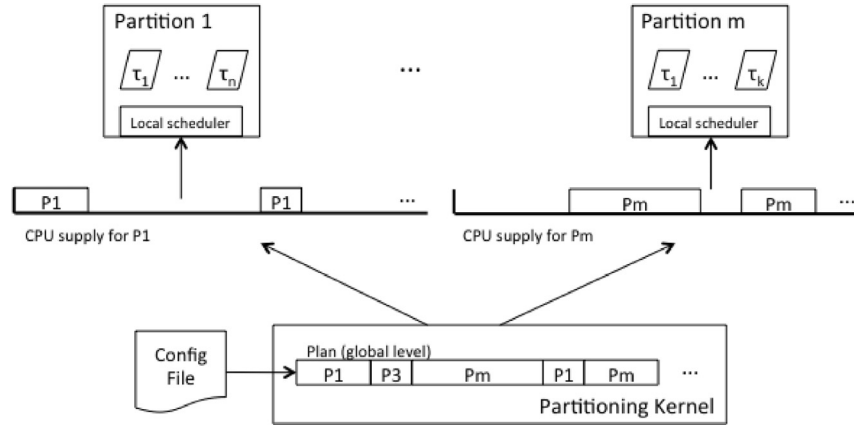 Partition 1
τ1 ... τn
Local scheduler
...
Partition m
τ1 ... τk
Local scheduler
P1 P1 ...
CPU supply for P1
Pm Pm ...
CPU supply for Pm
Config
File
Plan (global level)
P1 P3 Pm P1 Pm ...
Partitioning Kernel